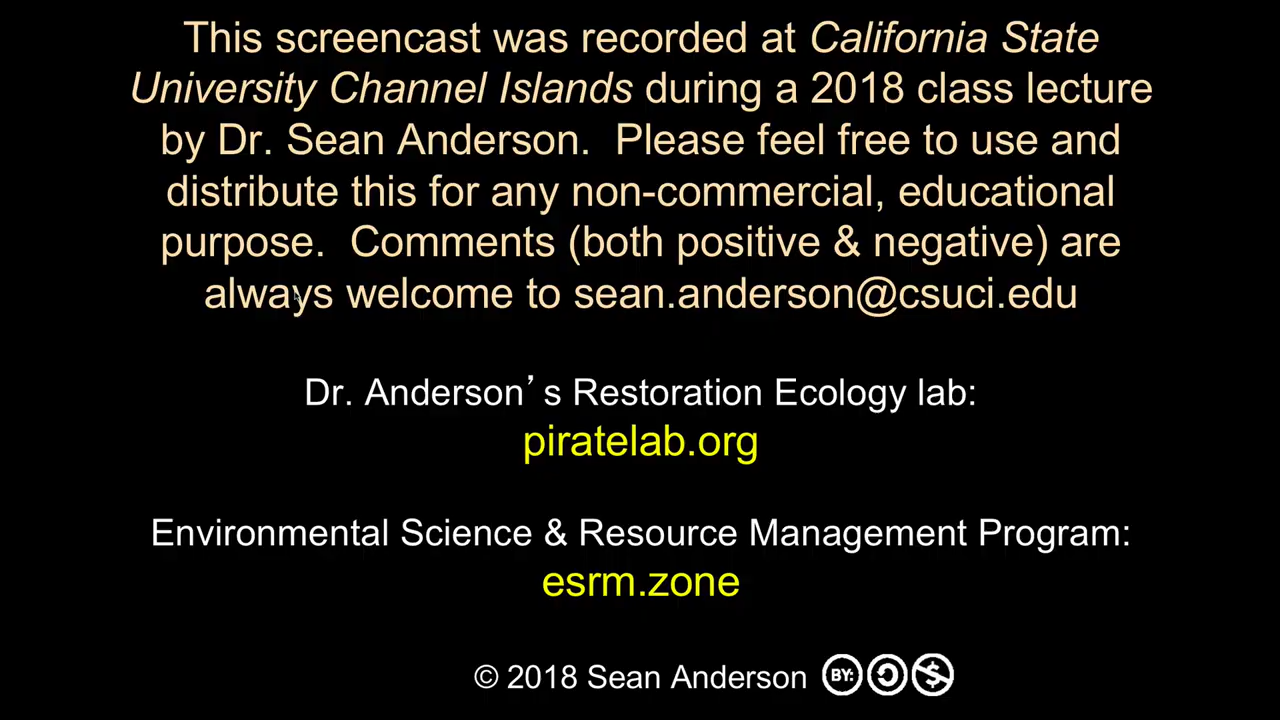 This screencast was recorded at California State
University Channel Islands during a 2018 class lecture
by Dr. Sean Anderson.  Please feel free to use and
distribute this for any non-commercial, educational
purpose.  Comments (both positive & negative) are
always welcome to sean.anderson@csuci.edu
Dr. Anderson’s Restoration Ecology lab:
piratelab.org
Environmental Science & Resource Management Program:
esrm.zone
© 2018 Sean Anderson BY: $